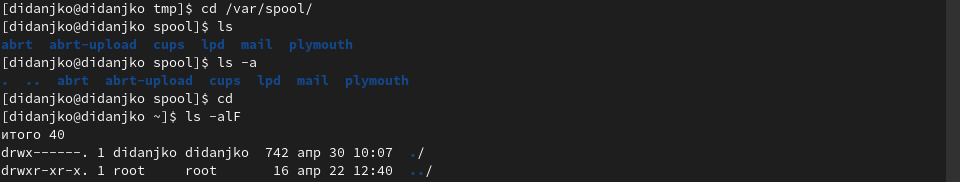 [didanjko@didanjko tmp]$ cd /var/spool/
[didanjko@didanjko spool]$ ls
abrt  abrt-upload  cups  lpd  mail  plymouth
[didanjko@didanjko spool]$ ls -a
.  ..  abrt  abrt-upload  cups  lpd  mail  plymouth
[didanjko@didanjko spool]$ cd
[didanjko@didanjko ~]$ ls -alF
итого 40
drwx------. 1 didanjko didanjko  742 апр 30 10:07  ./
drwxr-xr-x. 1 root     root       16 апр 22 12:40  ../